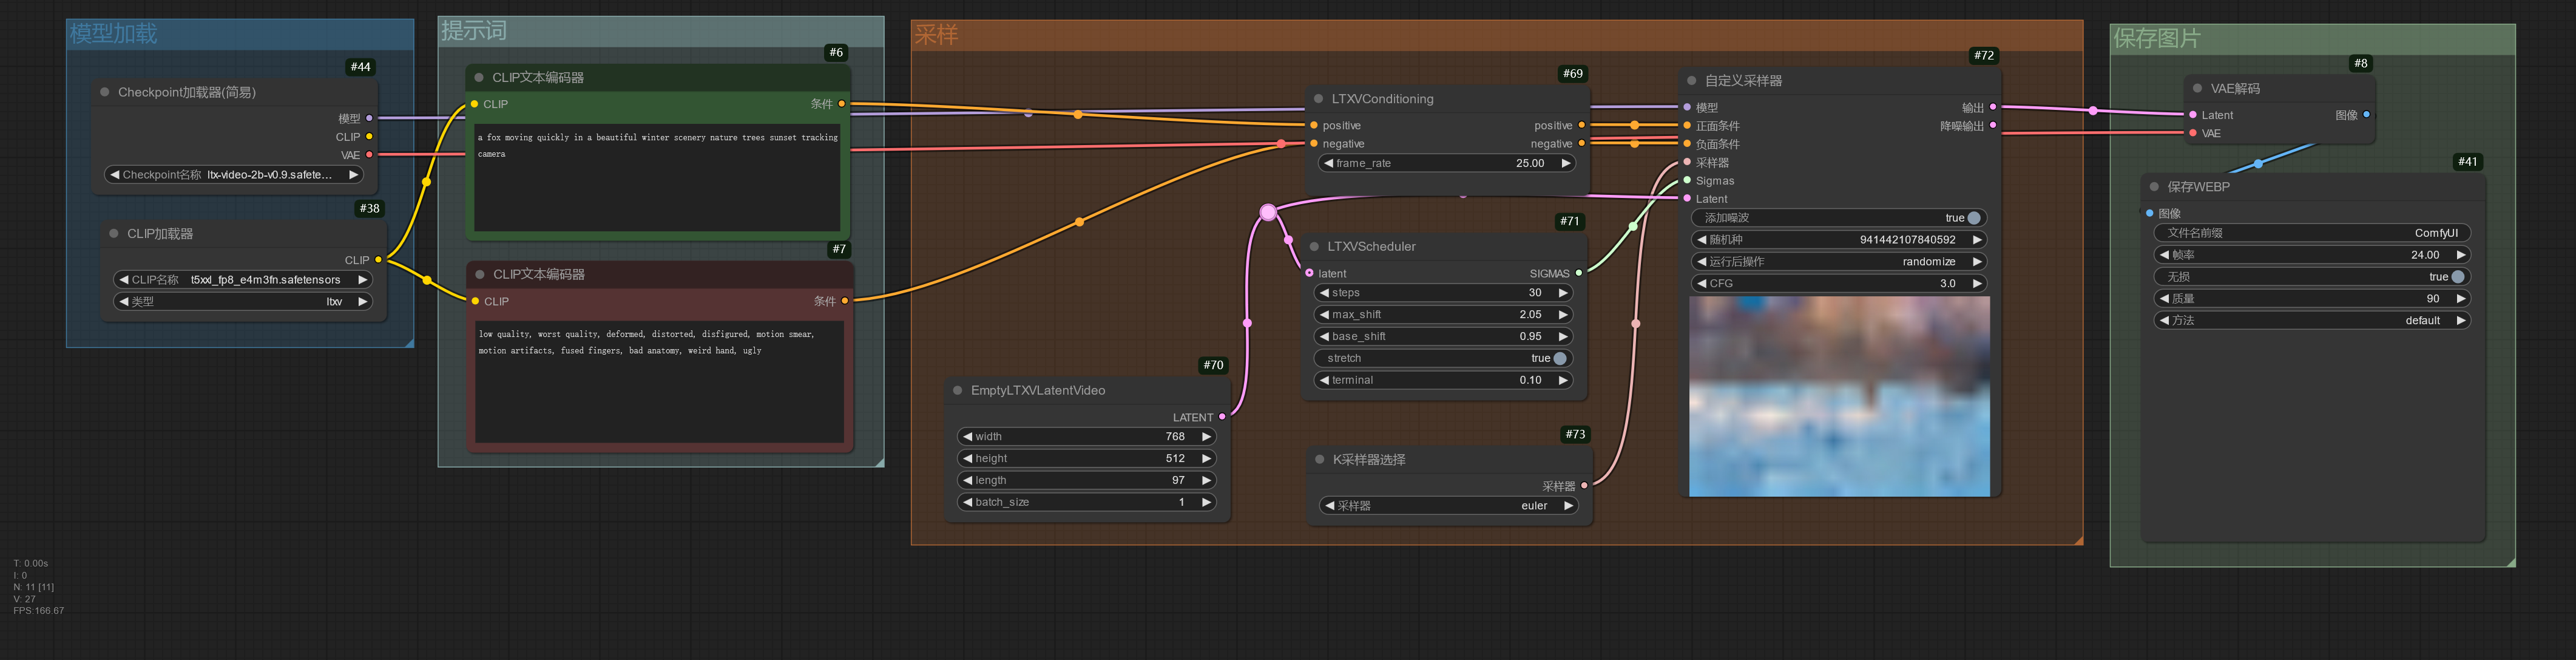 模型加载
#44
Checkpoint加载器(简易)
模型
CLIP
VAE
Checkpoint名称 ltx-video-2b-v0.9.safete...
#38
CLIP加载器
CLIP
CLIP名称 t5xxl_fp8_e4m3fn.safetensors
类型 ltxv
提示词
#6
CLIP文本编码器
CLIP 条件
a fox moving quickly in a beautiful winter scenery nature trees sunset tracking
camera
#7
CLIP文本编码器
CLIP 条件
low quality, worst quality, deformed, distorted, disfigured, motion smear,
motion artifacts, fused fingers, bad anatomy, weird hand, ugly
采样
#69
LTXVConditioning
positive positive
negative negative
frame_rate 25.00
#71
LTXVScheduler
latent SIGMAS
steps 30
max_shift 2.05
base_shift 0.95
stretch true
terminal 0.10
#70
EmptyLTXVLatentVideo
LATENT
width 768
height 512
length 97
batch_size 1
#73
K采样器选择
采样器
采样器 euler
#72
自定义采样器
模型 输出
正面条件 降噪输出
负面条件
采样器
Sigmas
Latent
添加噪波 true
随机种 941442107840592
运行后操作 randomize
CFG 3.0
保存图片
#8
VAE解码
Latent 图像
VAE
#41
保存WEBP
图像
文件名前缀 ComfyUI
帧率 24.00
无损 true
质量 90
方法 default
T: 0.00s
I: 0
N: 11 [11]
V: 27
FPS:166.67